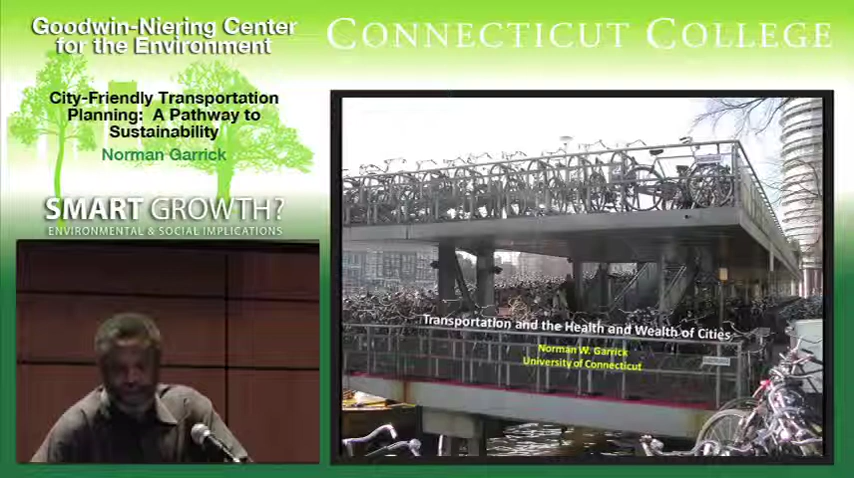 Goodwin-Niering Center
for the Environment
CONNECTICUT COLLEGE
City-Friendly Transportation
Planning: A Pathway to
Sustainability
Norman Garrick
SMART GROWTH?
ENVIRONMENTAL & SOCIAL IMPLICATIONS
Transportation and the Health and Wealth of Cities
Norman W. Garrick
University of Connecticut